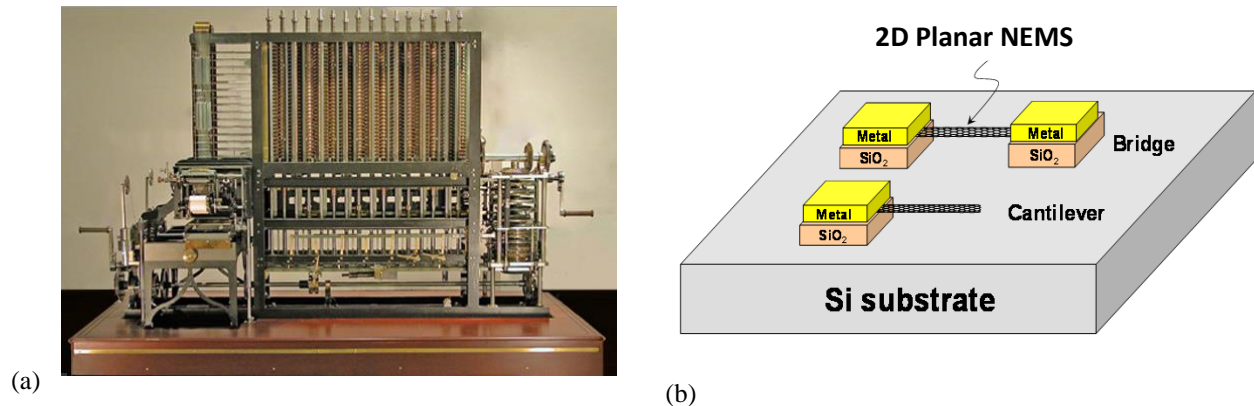 2D Planar NEMS
Metal
SiO₂
Metal
SiO₂
Bridge
Metal
SiO₂
Cantilever
Si substrate
(a)
(b)